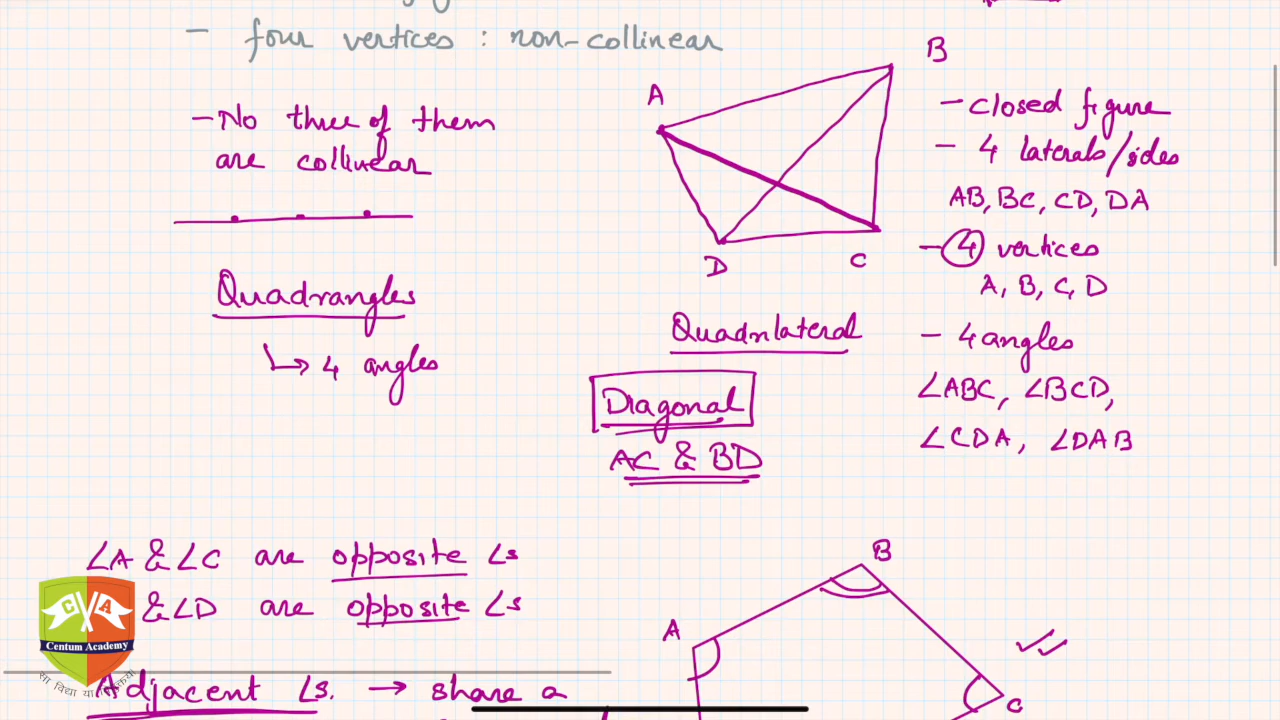 - four vertices : non-collinear
- No three of them
are collinear
Quadrangles
↳ 4 angles
A
B
D
C
Quadrilateral
Diagonal
AC & BD
- closed figure
- 4 laterals/sides
AB, BC, CD, DA
- 4 vertices
A, B, C, D
- 4 angles
∠ABC, ∠BCD,
∠CDA, ∠DAB
∠A & ∠C are opposite ∠s
& ∠D are opposite ∠s
Adjacent ∠s. → share a
B
A
C
C A
Centum Academy